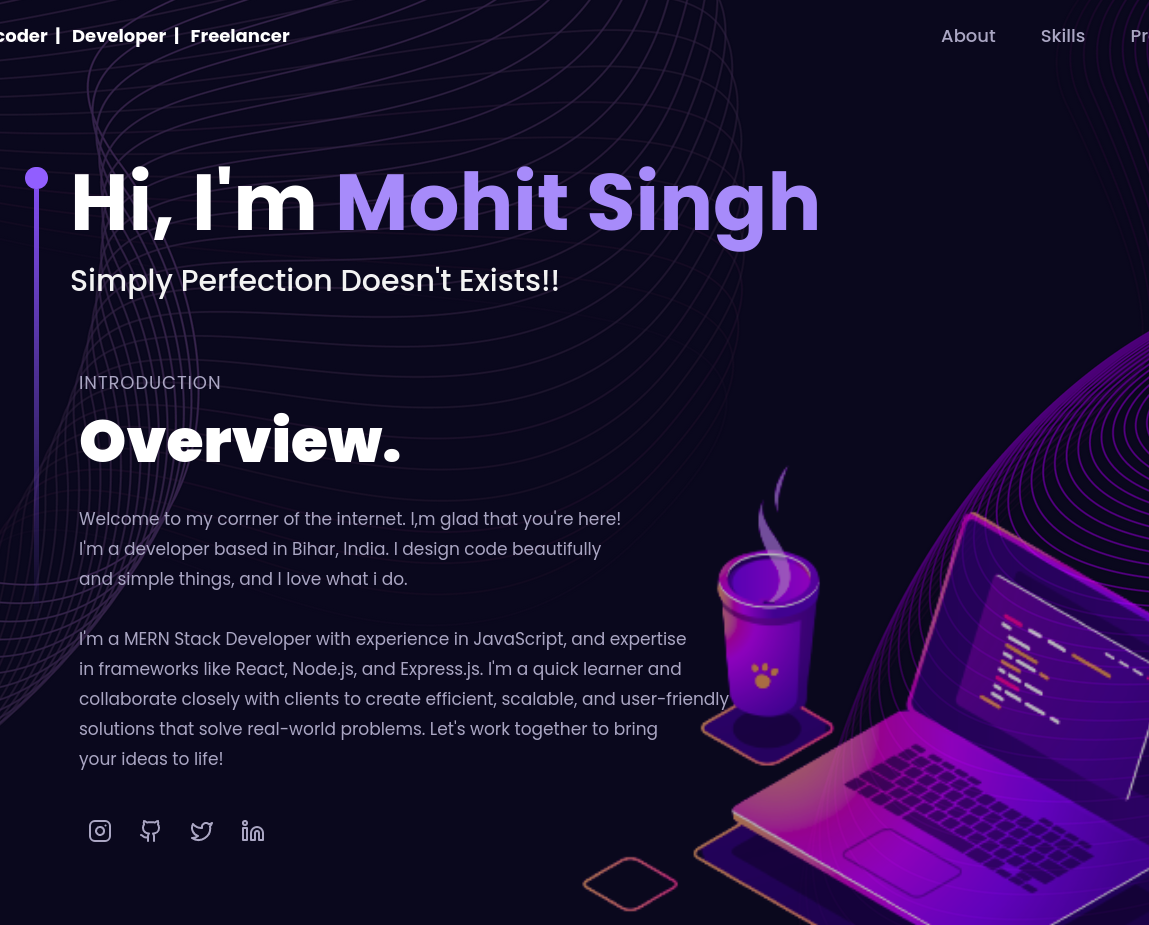 coder | Developer | Freelancer
About Skills Pr
Hi, I'm Mohit Singh
Simply Perfection Doesn't Exists!!
INTRODUCTION
Overview.
Welcome to my corrner of the internet. I,m glad that you're here!
I'm a developer based in Bihar, India. I design code beautifully
and simple things, and I love what i do.
I'm a MERN Stack Developer with experience in JavaScript, and expertise
in frameworks like React, Node.js, and Express.js. I'm a quick learner and
collaborate closely with clients to create efficient, scalable, and user-friendly
solutions that solve real-world problems. Let's work together to bring
your ideas to life!